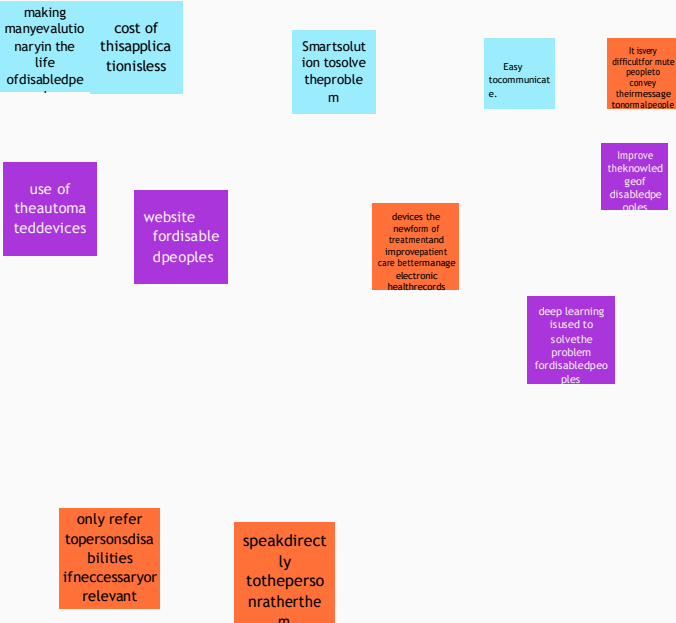 making
manyevalutio
naryin the
life
ofdisabledpe
cost of
thisapplica
tionisless
Smartsolut
ion tosolve
theproble
m
Easy
tocommunicat
e.
It isvery
difficultfor mute
peopleto
convey
theirmessage
tonormalpeople
Improve
theknowled
geof
disabledpe
oples
use of
theautoma
teddevices
website
fordisable
dpeoples
devices the
newform of
treatmentand
improvepatient
care bettermanage
electronic
healthrecords
deep learning
isused to
solvethe
problem
fordisabledpeo
ples
only refer
topersonsdisa
bilities
ifneccessaryor
relevant
speakdirect
ly
totheperso
nratherthe
m